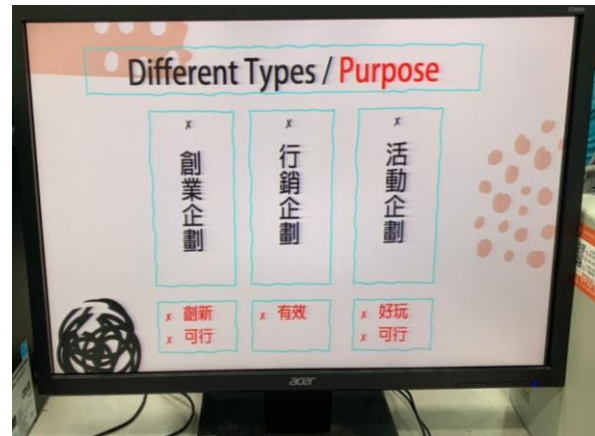 Different Types / Purpose
x
創業企劃
x
行銷企劃
x
活動企劃
x 創新
x 可行
x 有效
x 好玩
x 可行
acer